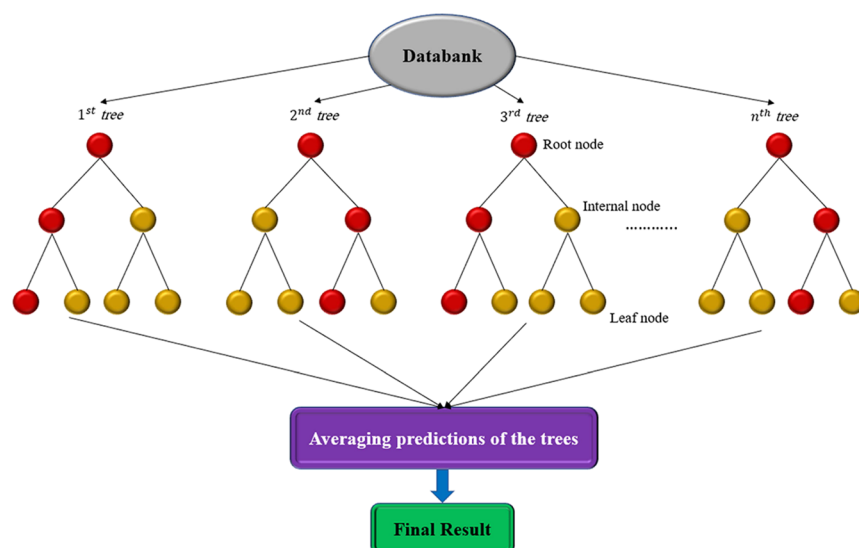 Databank
1st tree
2nd tree
3rd tree
nth tree
Root node
Internal node
............
Leaf node
Averaging predictions of the trees
Final Result